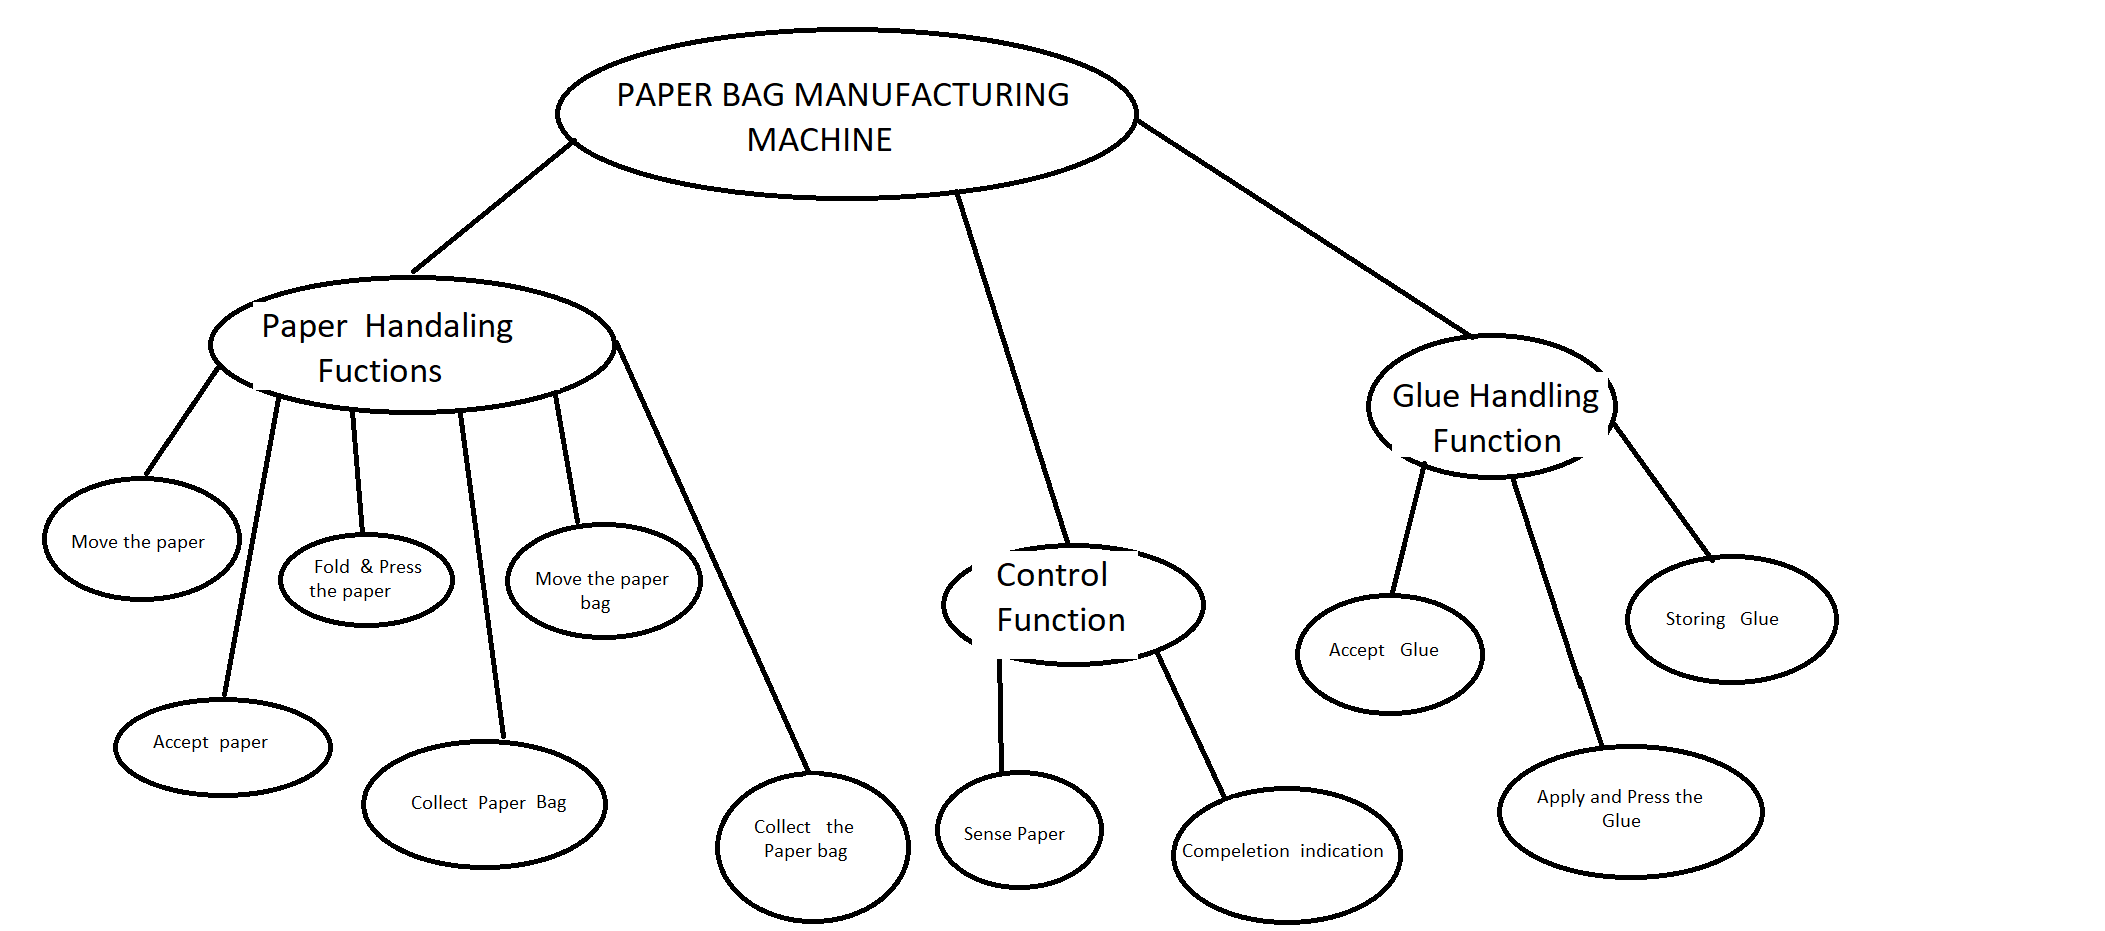 PAPER BAG MANUFACTURING
MACHINE
Paper Handaling
Fuctions
Glue Handling
Function
Control
Function
Move the paper
Fold & Press
the paper
Move the paper
bag
Accept paper
Collect Paper Bag
Collect the
Paper bag
Sense Paper
Compeletion indication
Accept Glue
Apply and Press the
Glue
Storing Glue